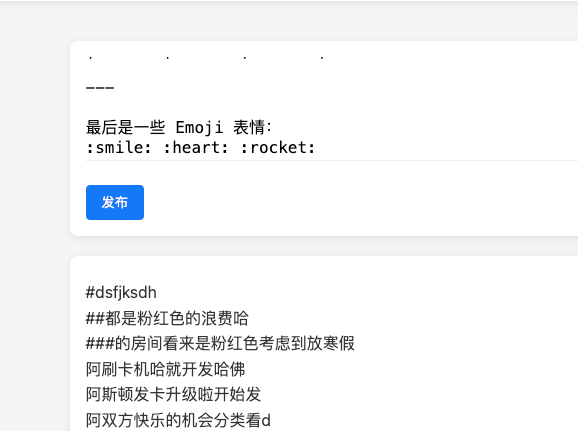 ---
最后是一些 Emoji 表情：
:smile: :heart: :rocket:
发布
#dsfjksdh
##都是粉红色的浪费哈
###的房间看来是粉红色考虑到放寒假
阿刷卡机哈就开发哈佛
阿斯顿发卡升级啦开始发
阿双方快乐的机会分类看d